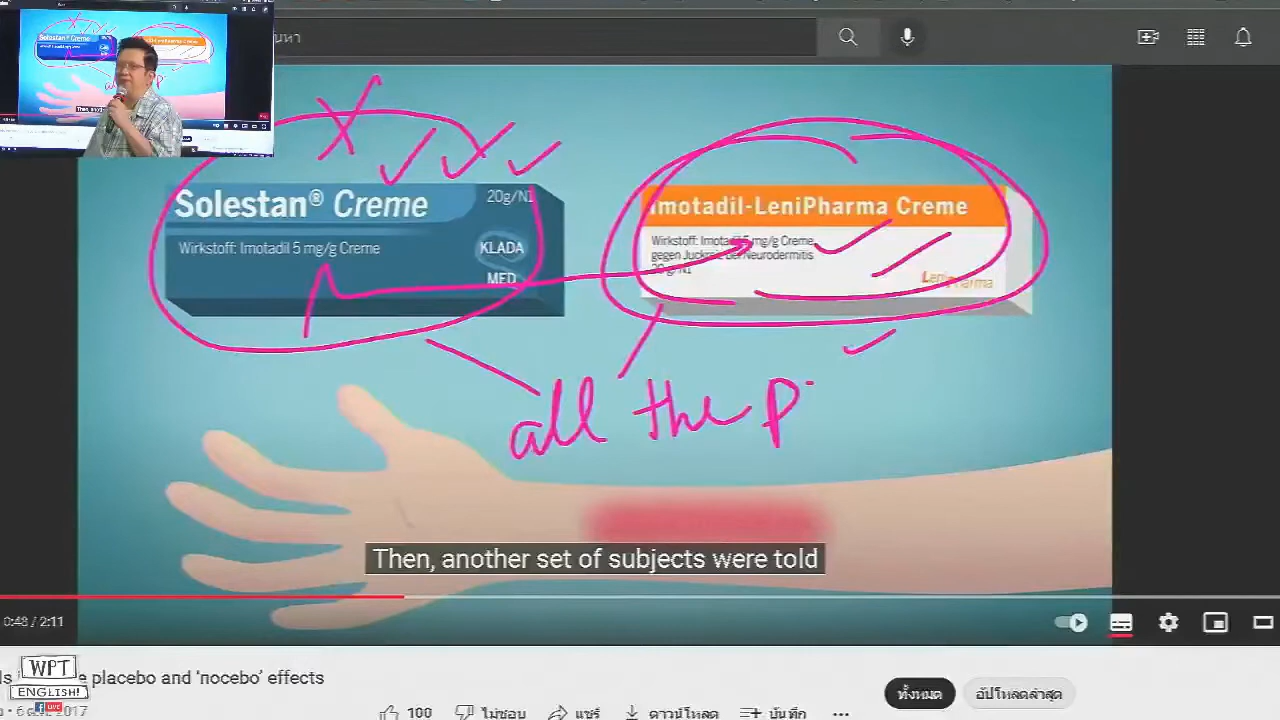 Solestan® Creme
20g/N1
Wirkstoff: Imotadil 5 mg/g Creme
KLADA
MED
Imotadil-LeniPharma Creme
Wirkstoff: Imotadil 5 mg/g Creme,
gegen Juckreiz bei Neurodermitis
20 g/N1
LeniPharma
all the p
Then, another set of subjects were told
0:48 / 2:11
WPT
ENGLISH!
LIVE
placebo and 'nocebo’ effects
2017
ทั้งหมด
อัปโหลดล่าสุด
100
ไม่ชอบ
แชร์
ดาวน์โหลด
บันทึก